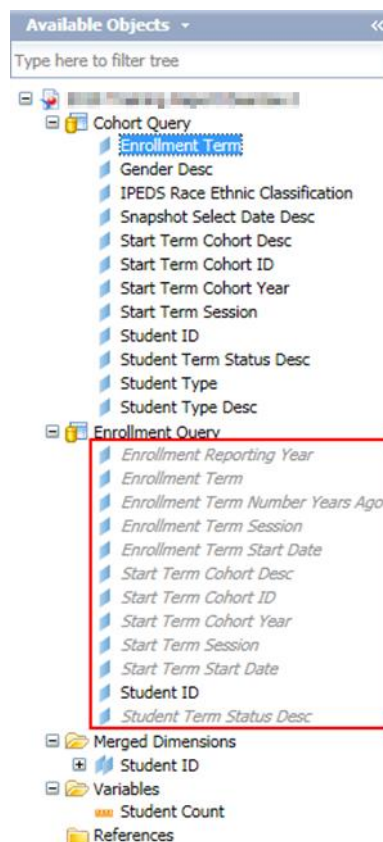 Available Objects
Type here to filter tree
Cohort Query
Enrollment Term
Gender Desc
IPEDS Race Ethnic Classification
Snapshot Select Date Desc
Start Term Cohort Desc
Start Term Cohort ID
Start Term Cohort Year
Start Term Session
Student ID
Student Term Status Desc
Student Type
Student Type Desc
Enrollment Query
Enrollment Reporting Year
Enrollment Term
Enrollment Term Number Years Ago
Enrollment Term Session
Enrollment Term Start Date
Start Term Cohort Desc
Start Term Cohort ID
Start Term Cohort Year
Start Term Session
Start Term Start Date
Student ID
Student Term Status Desc
Merged Dimensions
Student ID
Variables
Student Count
References